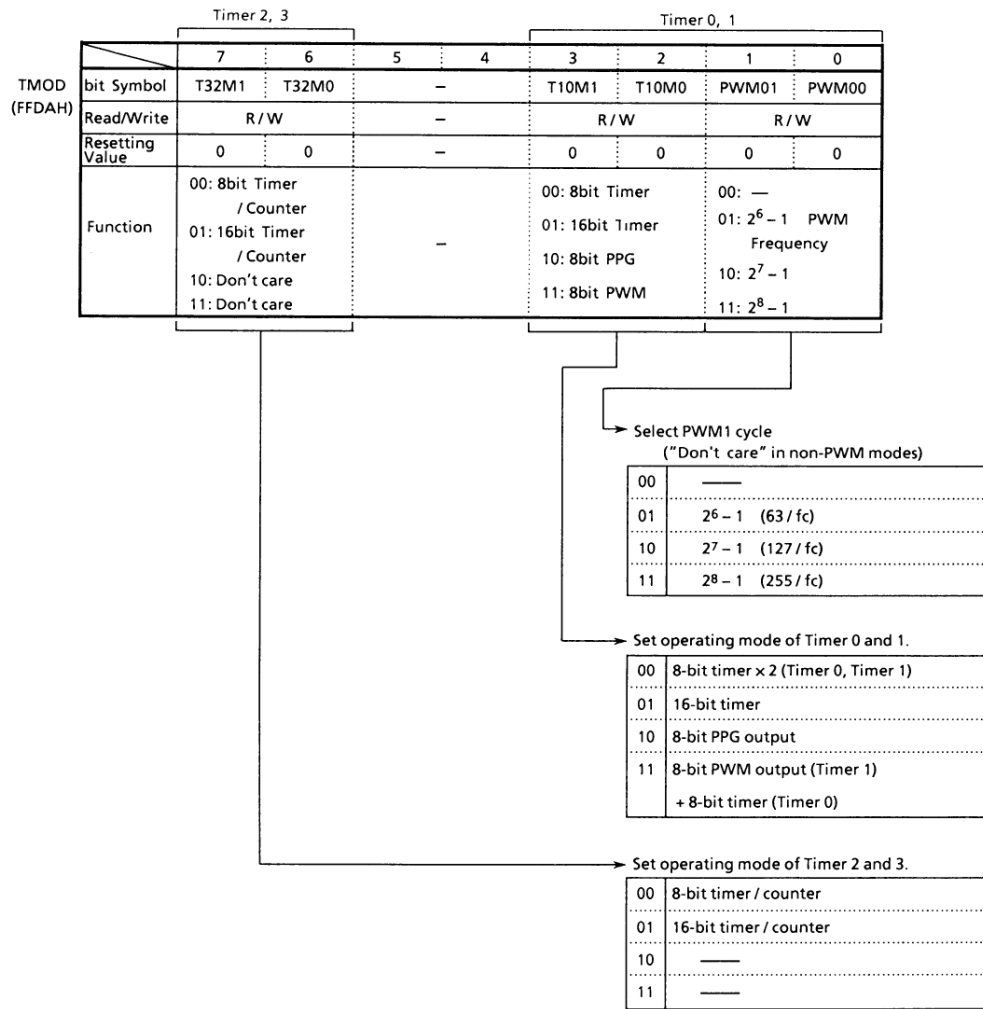 Timer 2, 3 Timer 0, 1
7 6 5 4 3 2 1 0
TMOD (FFDAH)
bit Symbol T32M1 T32M0 – T10M1 T10M0 PWM01 PWM00
Read/Write R/W – R/W R/W
Resetting Value 0 0 – 0 0 0 0
Function
00: 8bit Timer
/ Counter
01: 16bit Timer
/ Counter
10: Don't care
11: Don't care
–
00: 8bit Timer
01: 16bit Timer
10: 8bit PPG
11: 8bit PWM
00: —
01: 2⁶ – 1 PWM
Frequency
10: 2⁷ – 1
11: 2⁸ – 1
Select PWM1 cycle
("Don't care" in non-PWM modes)
00 ——
01 2⁶ – 1 (63 / fc)
10 2⁷ – 1 (127 / fc)
11 2⁸ – 1 (255 / fc)
Set operating mode of Timer 0 and 1.
00 8-bit timer × 2 (Timer 0, Timer 1)
01 16-bit timer
10 8-bit PPG output
11 8-bit PWM output (Timer 1)
+ 8-bit timer (Timer 0)
Set operating mode of Timer 2 and 3.
00 8-bit timer / counter
01 16-bit timer / counter
10 ——
11 ——